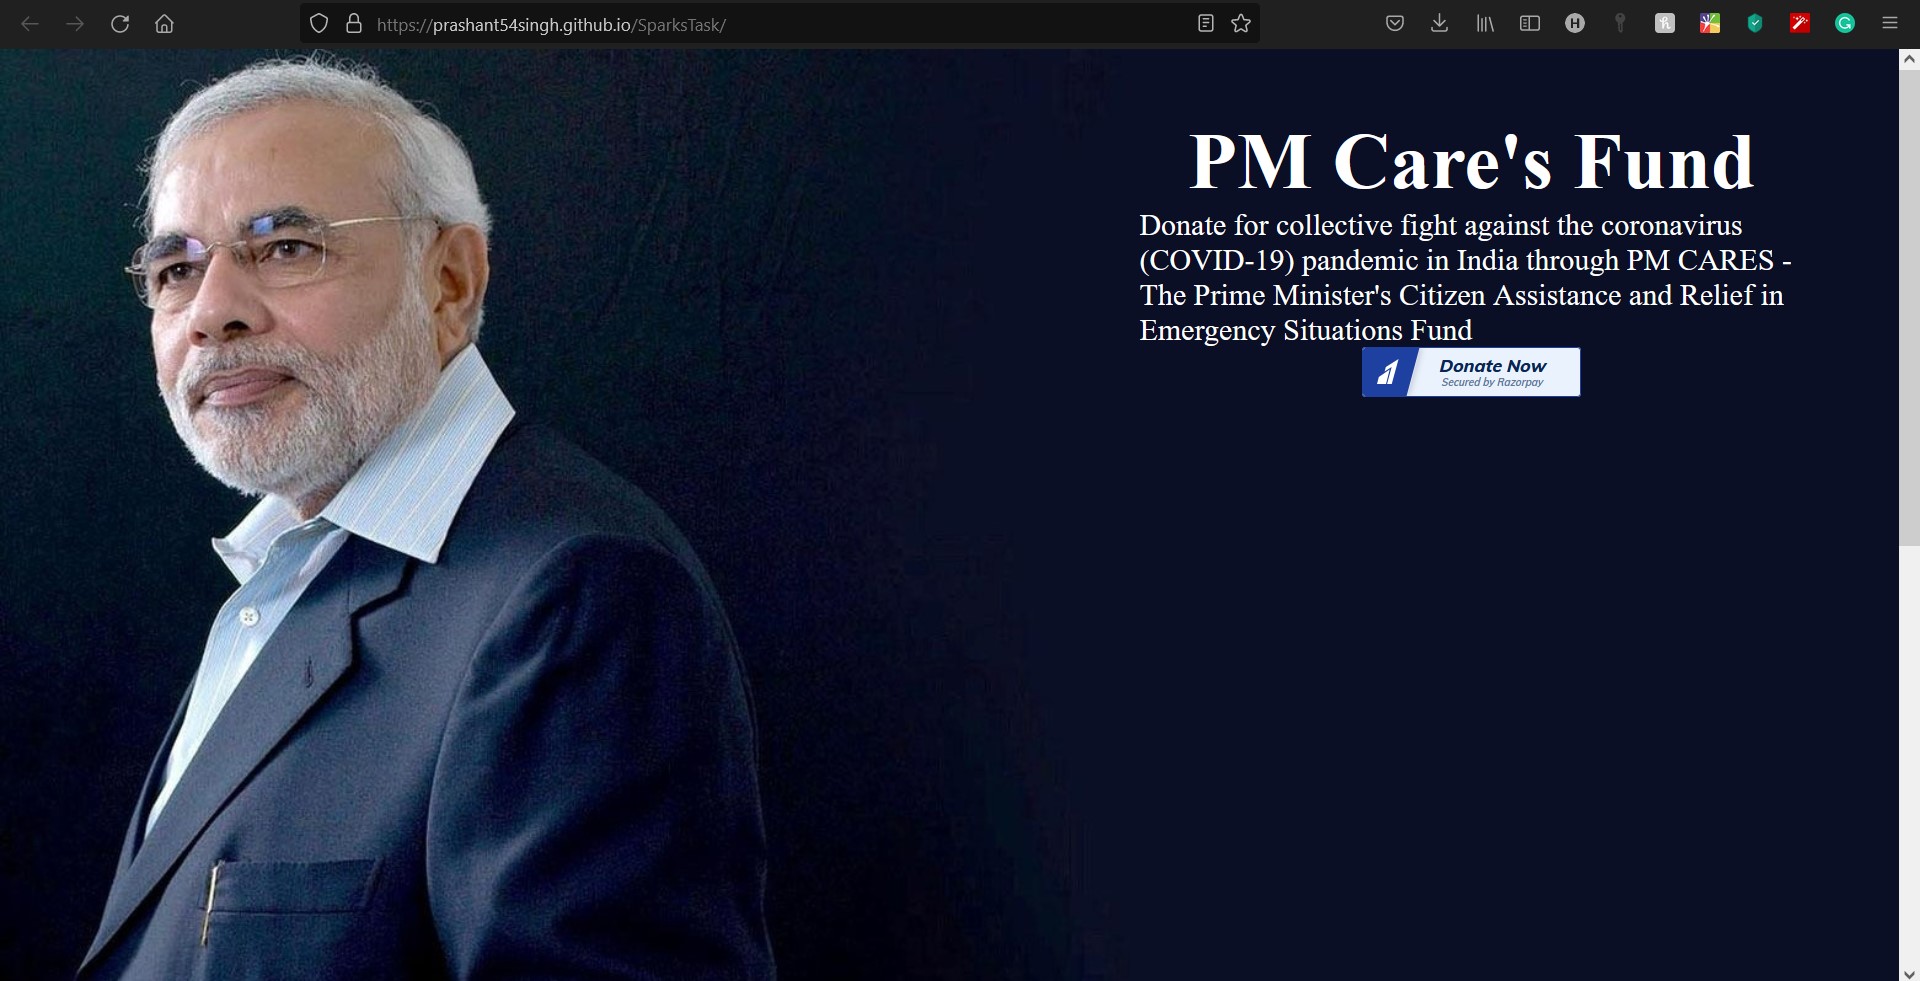 https://prashant54singh.github.io/SparksTask/
PM Care's Fund
Donate for collective fight against the coronavirus
(COVID-19) pandemic in India through PM CARES -
The Prime Minister's Citizen Assistance and Relief in
Emergency Situations Fund
Donate Now
Secured by Razorpay